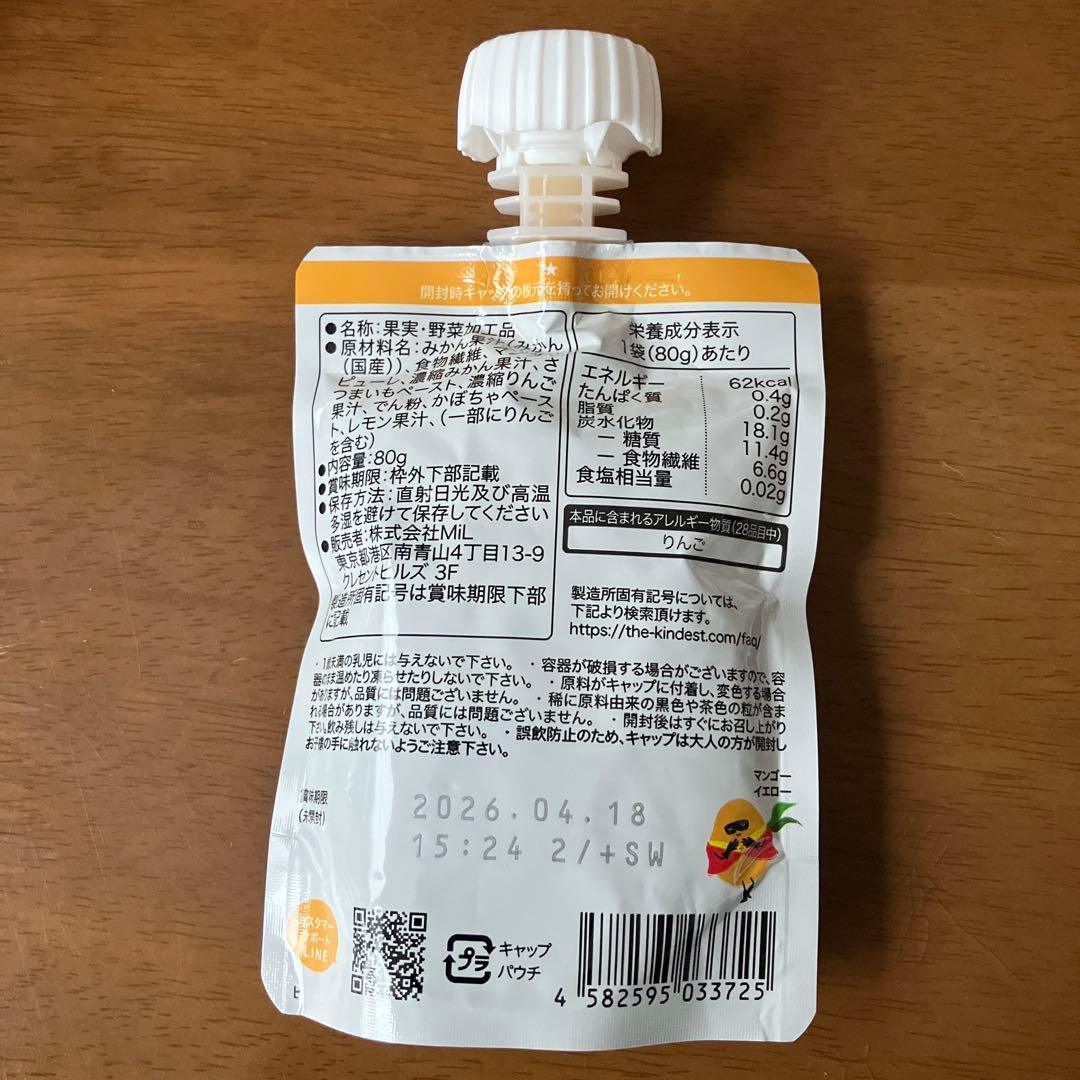 開封時キャップの根元を持ってお開けください。
●名称:果実・野菜加工品
●原材料名:みかん果汁(みかん
(国産))、食物繊維、
ピューレ、濃縮みかん果汁、さ
つまいもペースト、濃縮りんご
果汁、でん粉、かぼちゃペース
ト、レモン果汁、(一部にりんご
を含む)
●内容量:80g
●賞味期限:枠外下部記載
●保存方法:直射日光及び高温
多湿を避けて保存してください
●販売者:株式会社MiL
東京都港区南青山4丁目13-9
クレセントヒルズ 3F
製造所固有記号は賞味期限下部
に記載
栄養成分表示
1袋(80g)あたり
エネルギー 62kcal
たんぱく質 0.4g
脂質 0.2g
炭水化物 18.1g
ー 糖質 11.4g
ー 食物繊維 6.6g
食塩相当量 0.02g
本品に含まれるアレルギー物質(28品目中)
りんご
製造所固有記号については、
下記より検索頂けます。
https://the-kindest.com/faq/
・1歳未満の乳児には与えないで下さい。 ・容器が破損する場合がございますので、容
器のまま温めたり凍らせたりしないで下さい。 ・原料がキャップに付着し、変色する場合
がありますが、品質には問題ございません。 ・稀に原料由来の黒色や茶色の粒が含ま
れる場合がありますが、品質には問題ございません。 ・開封後はすぐにお召し上がり
下さい。飲み残しは与えないで下さい。 ・誤飲防止のため、キャップは大人の方が開封し
お子様の手に触れないようご注意下さい。
マンゴー
イエロー
賞味期限
(未開封)
2026.04.18
15:24 2/+SW
カスタマー
サポート
LINE
プラ
キャップ
パウチ
4 582595 033725